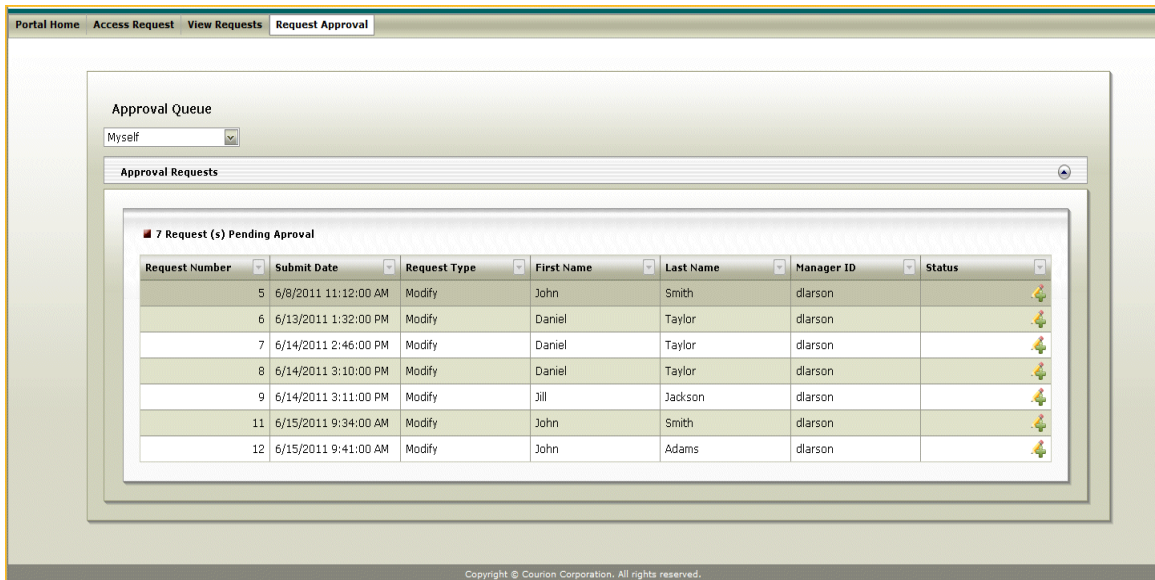 Portal Home Access Request View Requests Request Approval
Approval Queue
Myself
Approval Requests
7 Request (s) Pending Aproval
Request Number Submit Date Request Type First Name Last Name Manager ID Status
5 6/8/2011 11:12:00 AM Modify John Smith dlarson
6 6/13/2011 1:32:00 PM Modify Daniel Taylor dlarson
7 6/14/2011 2:46:00 PM Modify Daniel Taylor dlarson
8 6/14/2011 3:10:00 PM Modify Daniel Taylor dlarson
9 6/14/2011 3:11:00 PM Modify Jill Jackson dlarson
11 6/15/2011 9:34:00 AM Modify John Smith dlarson
12 6/15/2011 9:41:00 AM Modify John Adams dlarson
Copyright © Courion Corporation. All rights reserved.